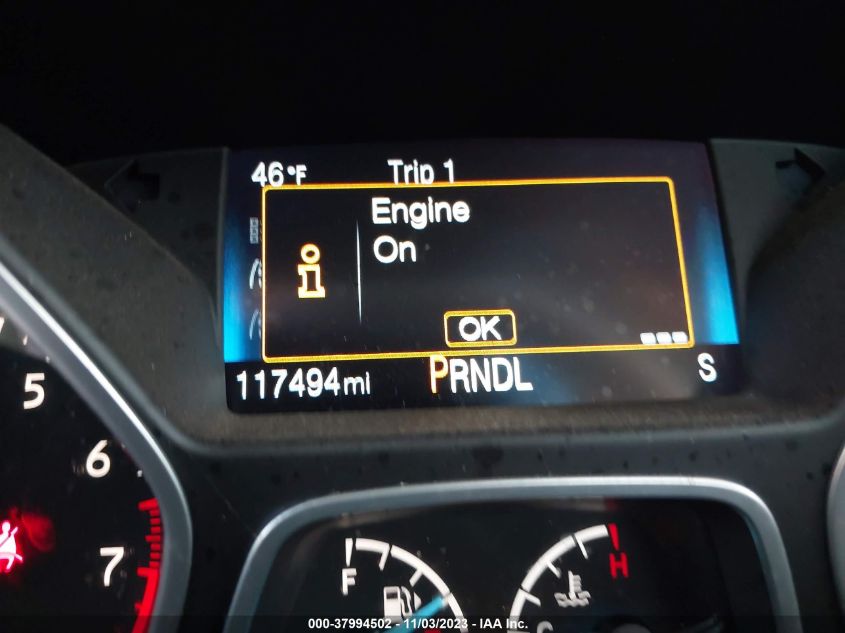 46°F Trip 1
Engine
On
i
OK
117494mi PRNDL S
5
6
7
F H
C
000-37994502 - 11/03/2023 - IAA Inc.